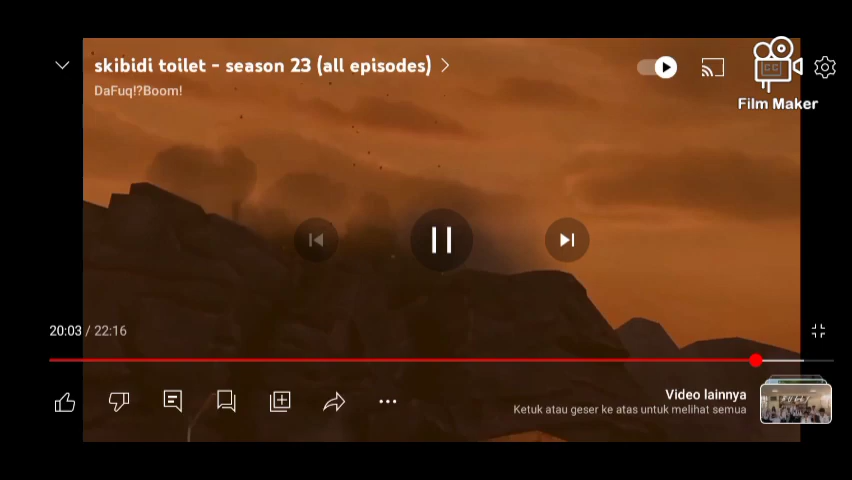 skibidi toilet - season 23 (all episodes)
DaFuq!?Boom!
CC
Film Maker
20:03 / 22:16
Video lainnya
Ketuk atau geser ke atas untuk melihat semua